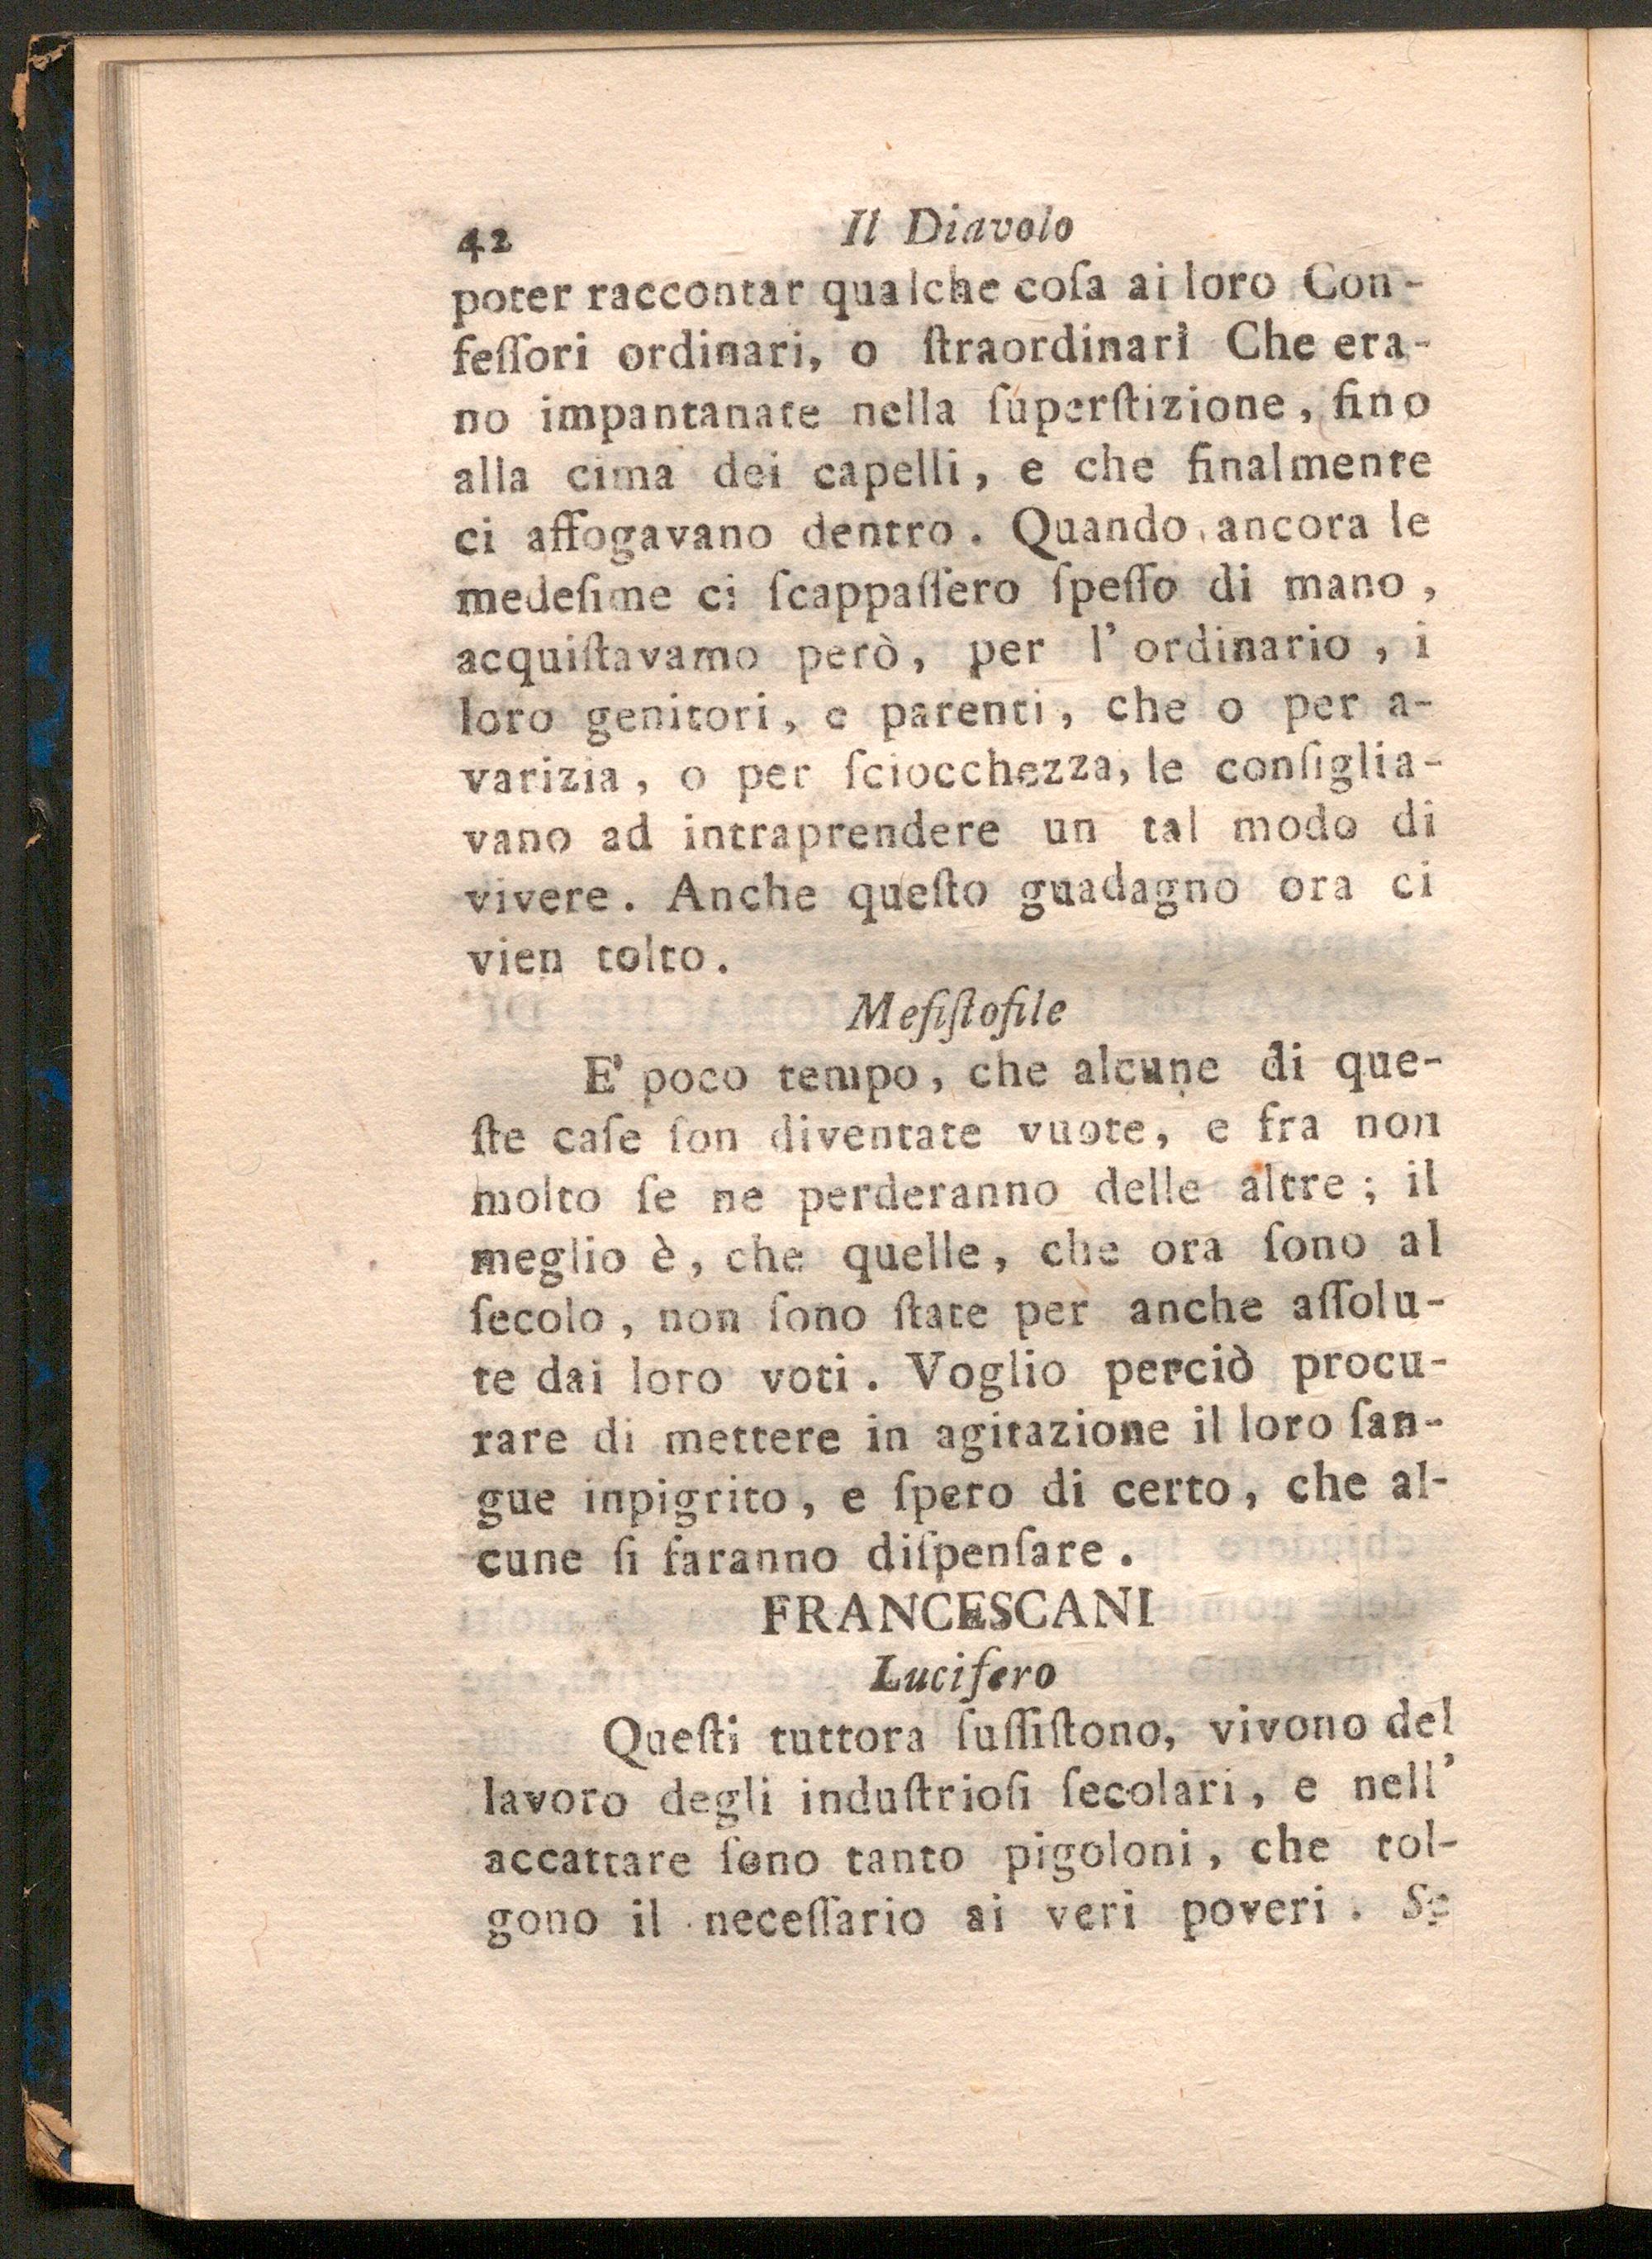 42 Il Diavolo
poter raccontar qualche coſa ai loro Con-
feſſori ordinari, o ſtraordinari Che era-
no impantanate nella ſuperſtizione, fino
alla cima dei capelli, e che finalmente
ci affogavano dentro. Quando ancora le
medeſime ci ſcappaſſero ſpeſſo di mano,
acquiſtavamo però, per l' ordinario, i
loro genitori, e parenti, che o per a-
varizia, o per ſciocchezza, le conſiglia-
vano ad intraprendere un tal modo di
vivere. Anche queſto guadagno ora ci
vien tolto.
Mefiſtofile
E' poco tempo, che alcune di que-
ſte caſe ſon diventate vuote, e fra non
molto ſe ne perderanno delle altre; il
meglio è, che quelle, che ora ſono al
ſecolo, non ſono ſtate per anche aſſolu-
te dai loro voti. Voglio perciò procu-
rare di mettere in agitazione il loro ſan-
gue inpigrito, e ſpero di certo, che al-
cune ſi faranno diſpenſare.
FRANCESCANI
Lucifero
Queſti tuttora ſuſſiſtono, vivono del
lavoro degli induſtrioſi ſecolari, e nell'
accattare ſono tanto pigoloni, che tol-
gono il neceſſario ai veri poveri. Se